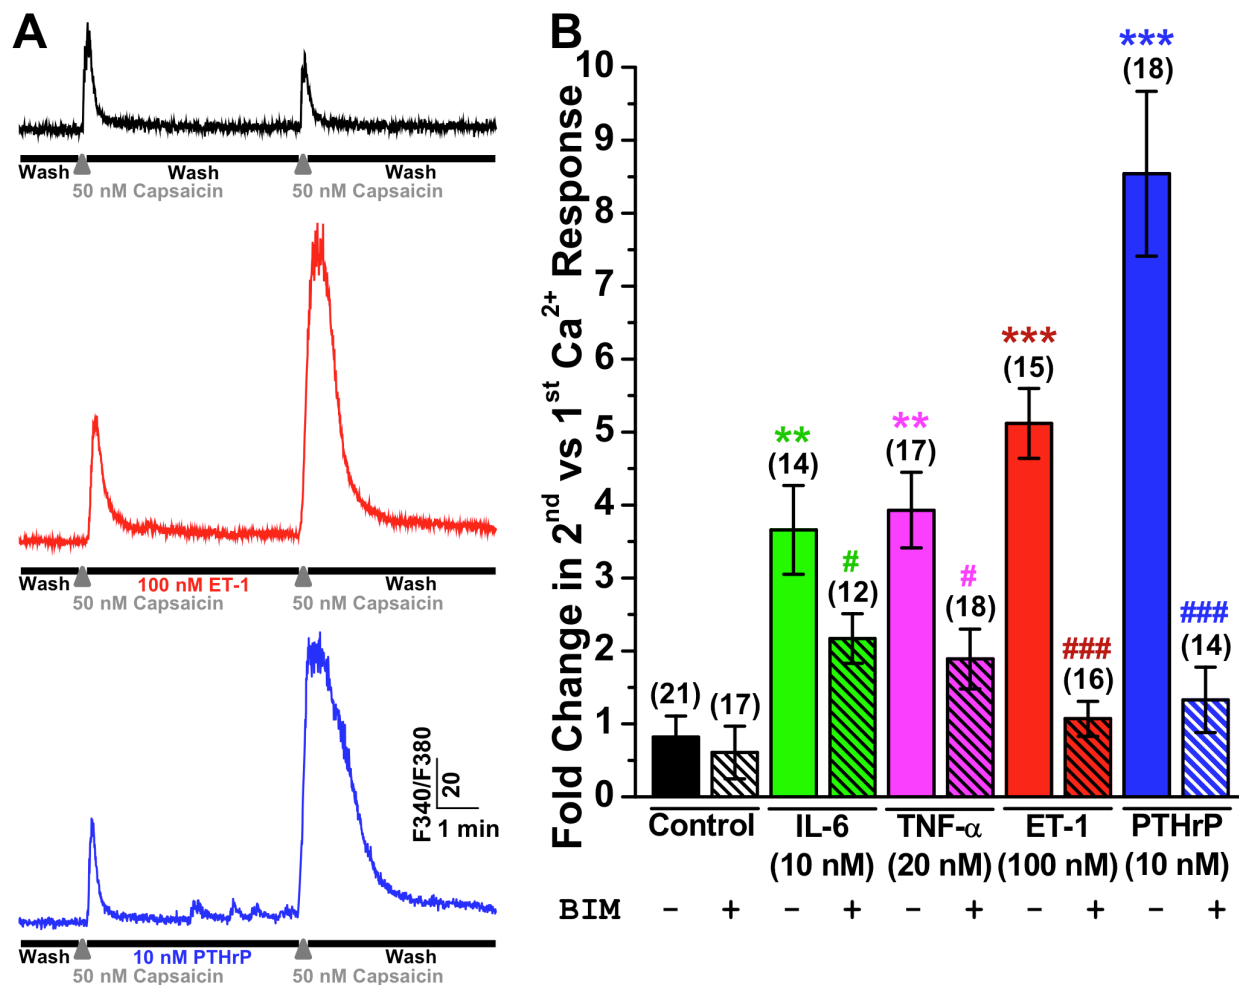 A
Wash
Wash
Wash
50 nM Capsaicin
50 nM Capsaicin
Wash
100 nM ET-1
Wash
50 nM Capsaicin
50 nM Capsaicin
F340/F380
20
1 min
Wash
10 nM PTHrP
Wash
50 nM Capsaicin
50 nM Capsaicin
B
Fold Change in 2nd vs 1st Ca2+ Response
10
9
8
7
6
5
4
3
2
1
0
(21)
(17)
**
(14)
#
(12)
**
(17)
#
(18)
***
(15)
###
(16)
***
(18)
###
(14)
Control
IL-6
(10 nM)
TNF-α
(20 nM)
ET-1
(100 nM)
PTHrP
(10 nM)
BIM − + − + − + − + − +